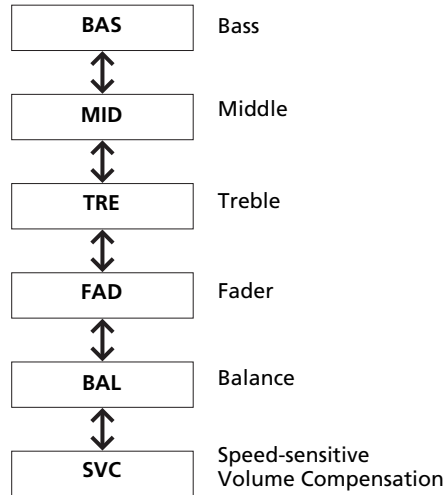 BAS Bass
MID Middle
TRE Treble
FAD Fader
BAL Balance
SVC Speed-sensitive
Volume Compensation